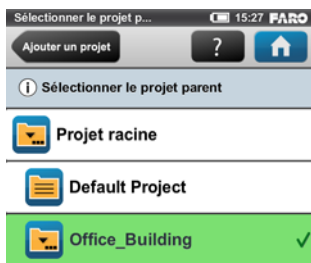 Sélectionner le projet p... 15:27 FARO
Ajouter un projet ?
i Sélectionner le projet parent
Projet racine
Default Project
Office_Building